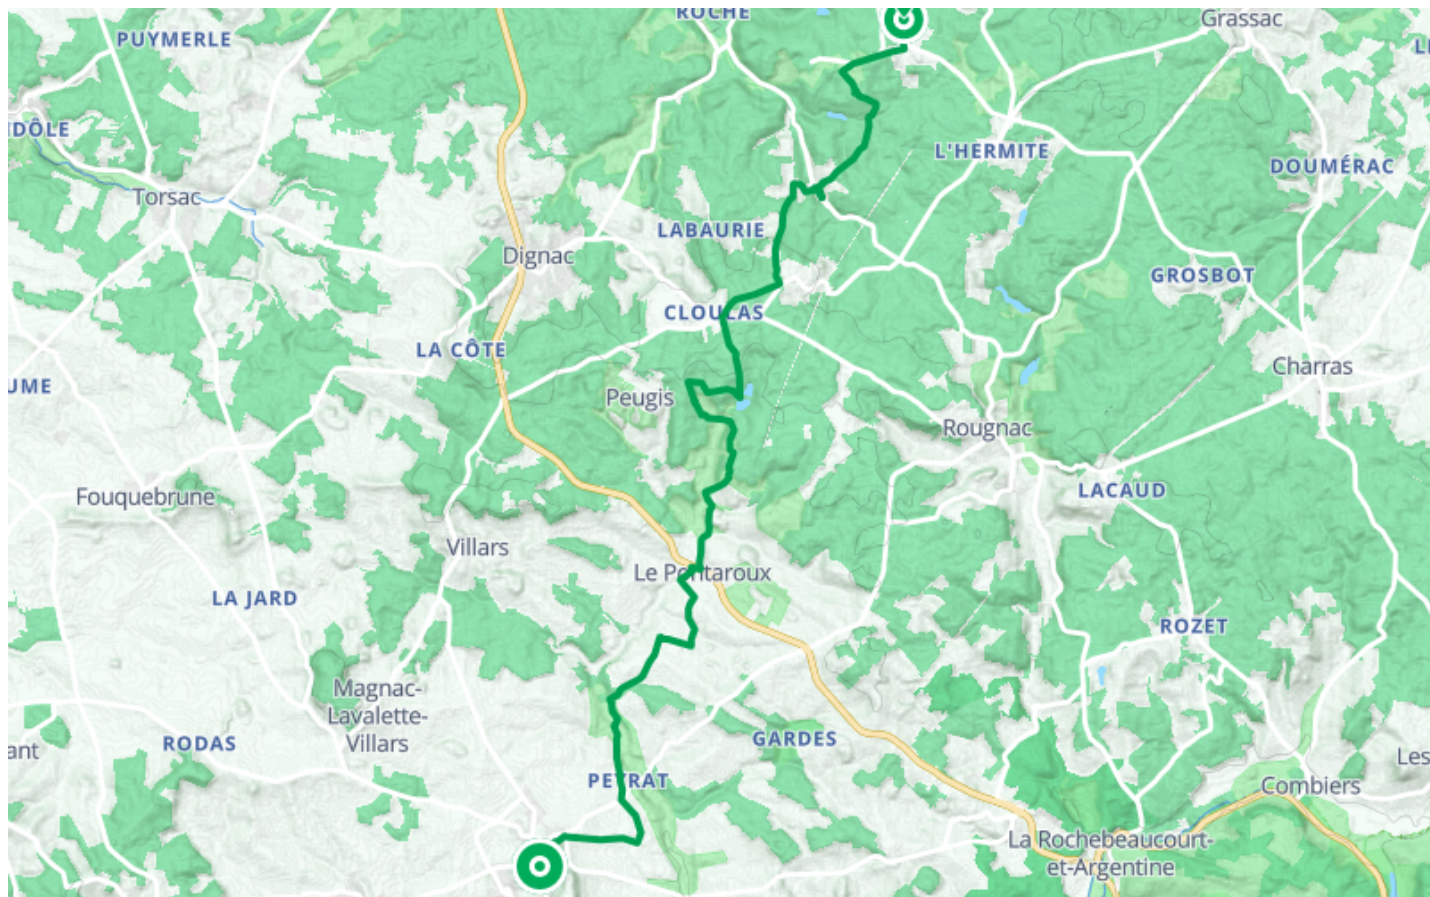 ROCHE
Grassac
PUYMERLE
IDÔLE
L'HERMITE
DOUMÉRAC
Torsac
LABAURIE
Dignac
GROSBOT
CLOULAS
LA CÔTE
Charras
UME
Peugis
Rougnac
Fouquebrune
LACAUD
Villars
Le Pontaroux
LA JARD
ROZET
Magnac-
Lavalette-
Villars
RODAS
GARDES
ant
Les
PEYRAT
Combiers
La Rochebeaucourt-
et-Argentine